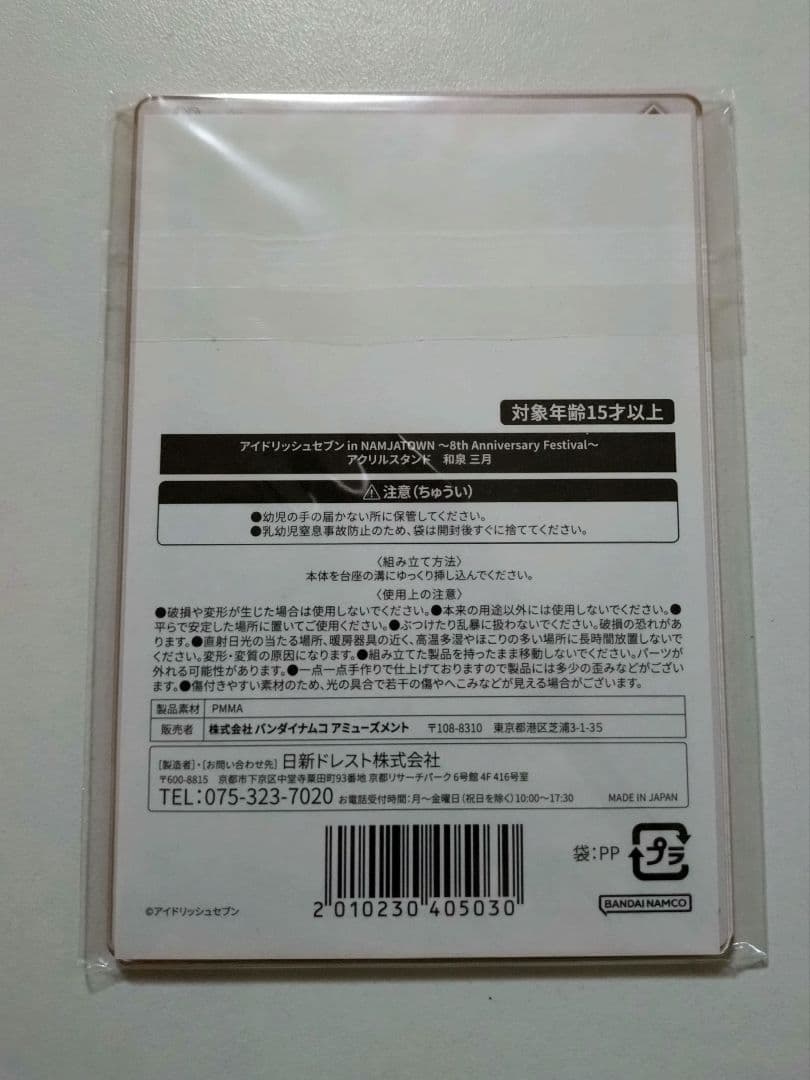 対象年齢15才以上
アイドリッシュセブン in NAMJATOWN ～8th Anniversary Festival～
アクリルスタンド　和泉 三月
⚠注意(ちゅうい)
●幼児の手の届かない所に保管してください。
●乳幼児窒息事故防止のため、袋は開封後すぐに捨ててください。
〈組み立て方法〉
本体を台座の溝にゆっくり挿し込んでください。
〈使用上の注意〉
●破損や変形が生じた場合は使用しないでください。●本来の用途以外には使用しないでください。●
平らで安定した場所に置いてご使用ください。●ぶつけたり乱暴に扱わないでください。破損の恐れがあ
ります。●直射日光の当たる場所、暖房器具の近く、高温多湿やほこりの多い場所に長時間放置しないで
ください。変形・変質の原因になります。●組み立てた製品を持ったまま移動しないでください。パーツが
外れる可能性があります。●一点一点手作りで仕上げておりますので製品には多少の歪みなどがござい
ます。●傷付きやすい素材のため、光の具合で若干の傷やへこみなどが見える場合がございます。
製品素材 PMMA
販売者 株式会社 バンダイナムコ アミューズメント 〒108-8310 東京都港区芝浦3-1-35
[製造者]・[お問い合わせ先] 日新ドレスト株式会社
〒600-8815 京都市下京区中堂寺粟田町93番地 京都リサーチパーク6号館 4F 416号室
TEL：075-323-7020 お電話受付時間：月～金曜日(祝日を除く)10:00～17:30 MADE IN JAPAN
袋：PP プラ
BANDAI NAMCO
©アイドリッシュセブン
2 010230 405030